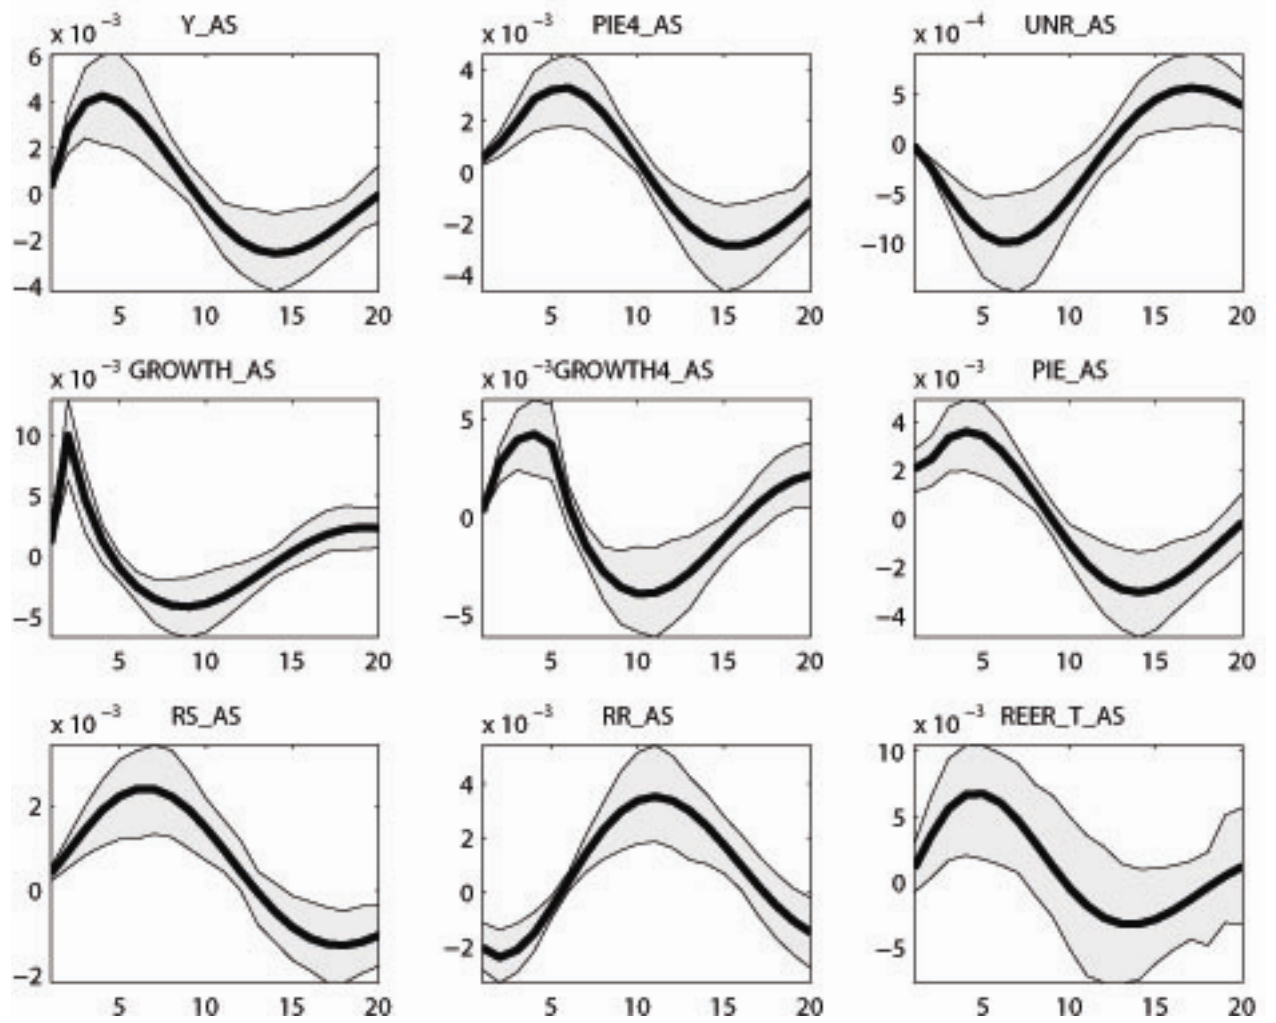 x 10 −3 Y_AS
6
4
2
0
−2
−4
5 10 15 20
x 10 −3 PIE4_AS
4
2
0
−2
−4
5 10 15 20
x 10 −4 UNR_AS
5
0
−5
−10
5 10 15 20
x 10 −3 GROWTH_AS
10
5
0
−5
5 10 15 20
x 10 −3 GROWTH4_AS
5
0
−5
5 10 15 20
x 10 −3 PIE_AS
4
2
0
−2
−4
5 10 15 20
x 10 −3 RS_AS
2
0
−2
5 10 15 20
x 10 −3 RR_AS
4
2
0
−2
5 10 15 20
x 10 −3 REER_T_AS
10
5
0
−5
5 10 15 20